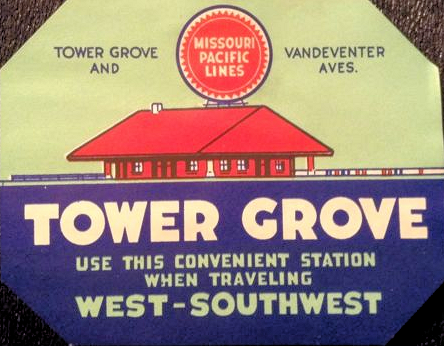 MISSOURI
PACIFIC
LINES
TOWER GROVE
AND
VANDEVENTER
AVES.
TOWER GROVE
USE THIS CONVENIENT STATION
WHEN TRAVELING
WEST-SOUTHWEST